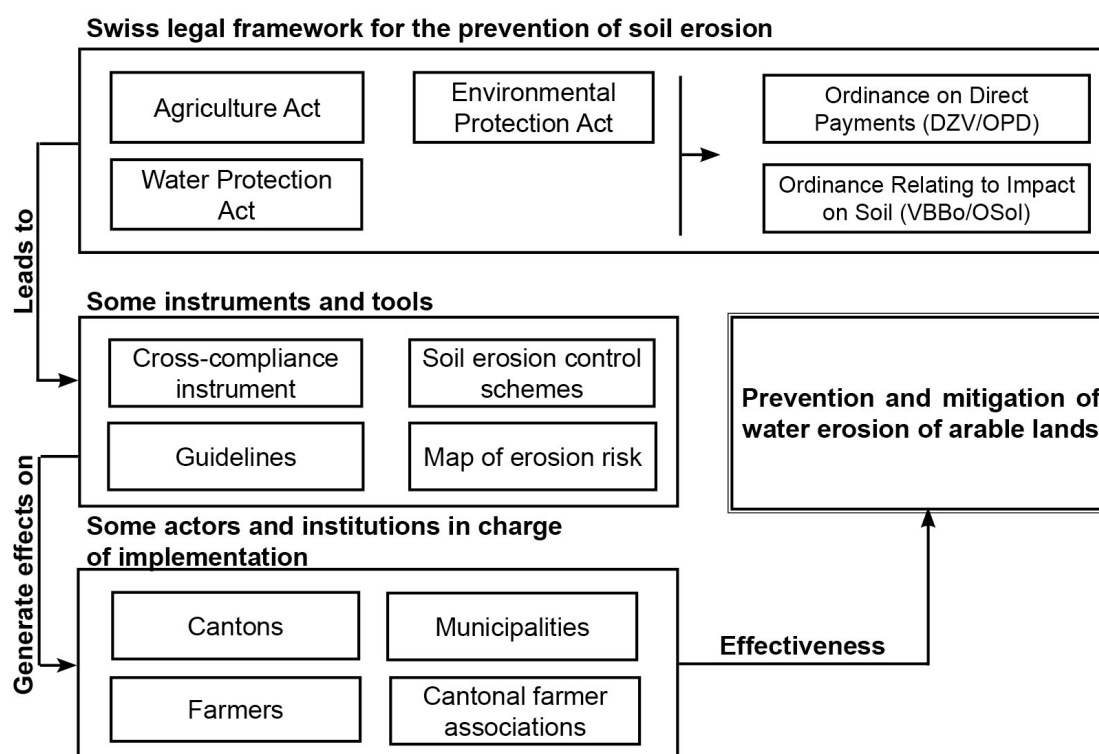 Swiss legal framework for the prevention of soil erosion
Agriculture Act
Environmental
Protection Act
Ordinance on Direct
Payments (DZV/OPD)
Water Protection
Act
Ordinance Relating to Impact
on Soil (VBBo/OSol)
Leads to
Some instruments and tools
Cross-compliance
instrument
Soil erosion control
schemes
Guidelines
Map of erosion risk
Prevention and mitigation of
water erosion of arable lands
Generate effects on
Some actors and institutions in charge
of implementation
Cantons
Municipalities
Farmers
Cantonal farmer
associations
Effectiveness